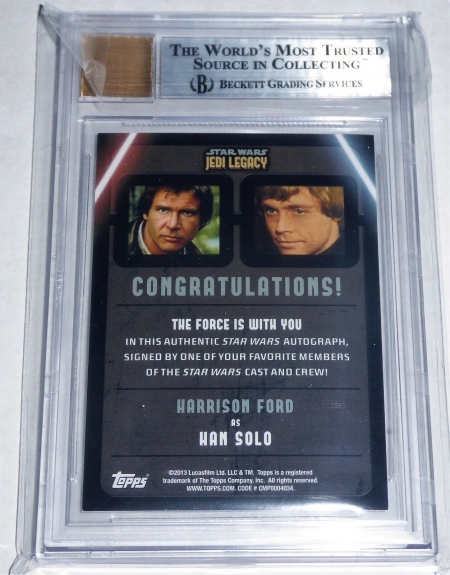 THE WORLD'S MOST TRUSTED
SOURCE IN COLLECTING™
B BECKETT GRADING SERVICES
STAR WARS
JEDI LEGACY
CONGRATULATIONS!
THE FORCE IS WITH YOU
IN THIS AUTHENTIC STAR WARS AUTOGRAPH,
SIGNED BY ONE OF YOUR FAVORITE MEMBERS
OF THE STAR WARS CAST AND CREW!
HARRISON FORD
AS
HAN SOLO
©2013 Lucasfilm Ltd. LLC & TM. Topps is a registered
trademark of The Topps Company, Inc. All rights reserved.
WWW.TOPPS.COM. CODE # CMP0004034.
Topps